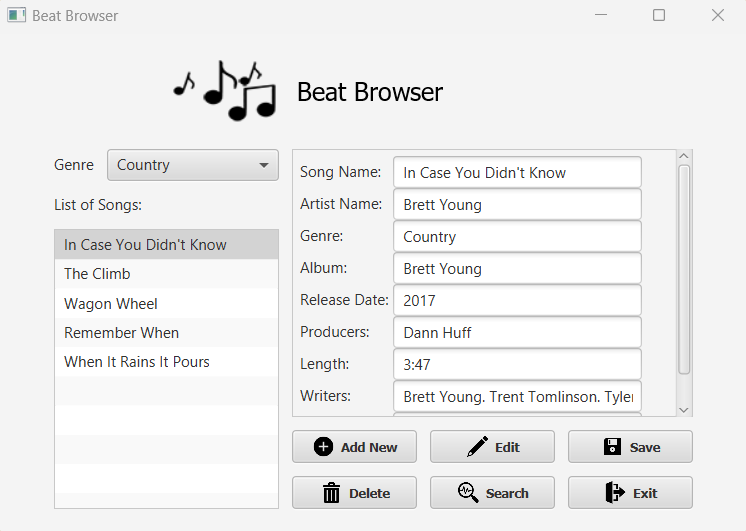 Beat Browser
Beat Browser
Genre Country
List of Songs:
In Case You Didn't Know
The Climb
Wagon Wheel
Remember When
When It Rains It Pours
Song Name: In Case You Didn't Know
Artist Name: Brett Young
Genre: Country
Album: Brett Young
Release Date: 2017
Producers: Dann Huff
Length: 3:47
Writers: Brett Young. Trent Tomlinson. Tyler
Add New Edit Save
Delete Search Exit